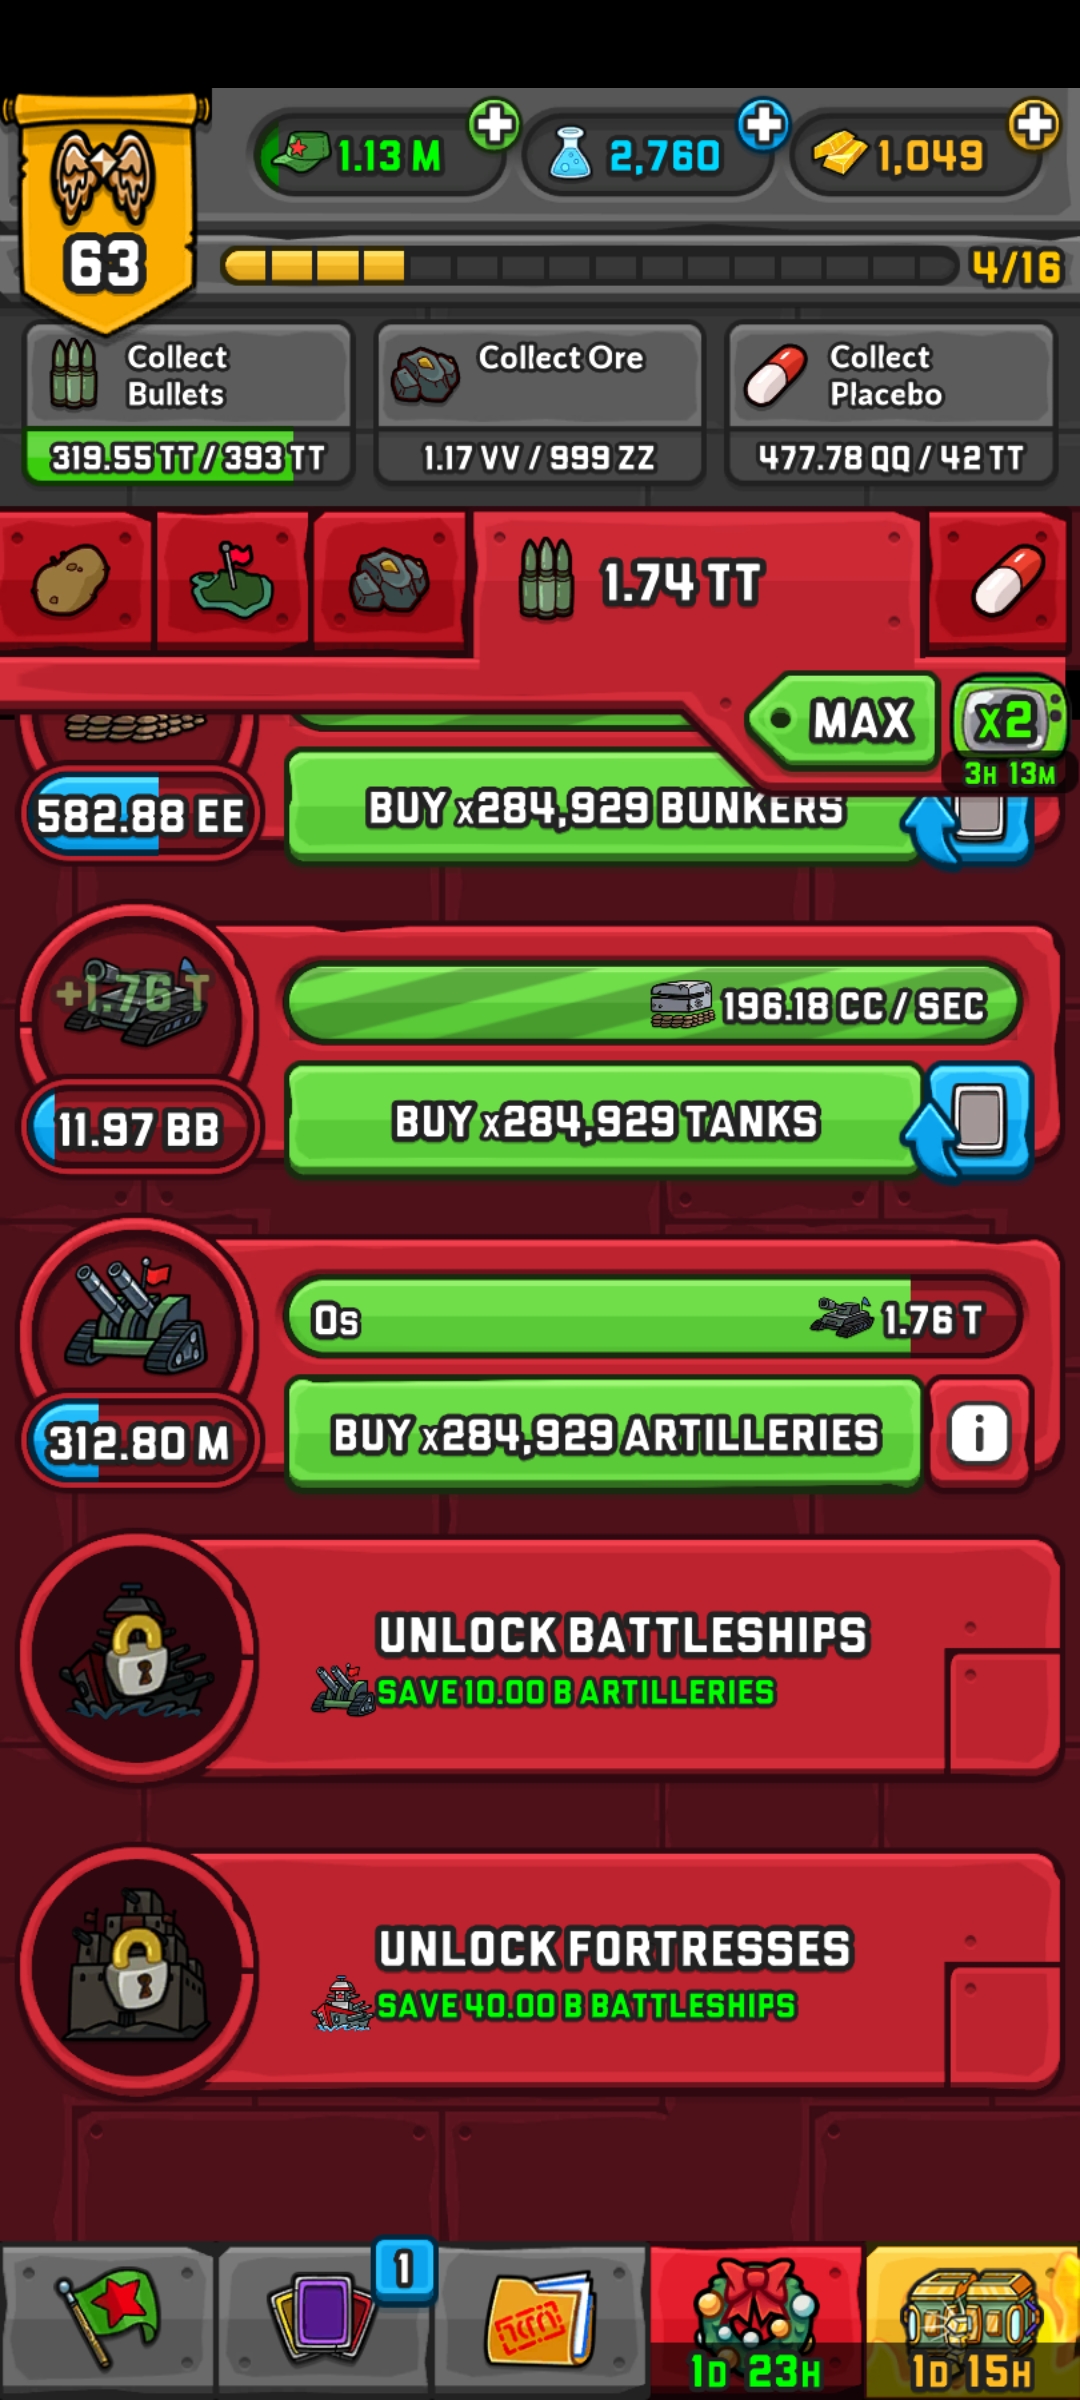 1.13 M
2,760
1,049
63
4/16
Collect
Bullets
Collect Ore
Collect
Placebo
319.55 TT / 393 TT
1.17 VV / 999 ZZ
477.78 QQ / 42 TT
1.74 TT
MAX
x2
3H 13M
582.88 EE
BUY x284,929 BUNKERS
+1.76 T
196.18 CC / SEC
11.97 BB
BUY x284,929 TANKS
0s
1.76 T
312.80 M
BUY x284,929 ARTILLERIES
i
UNLOCK BATTLESHIPS
SAVE 10.00 B ARTILLERIES
UNLOCK FORTRESSES
SAVE 40.00 B BATTLESHIPS
1
1D 23H
1D 15H